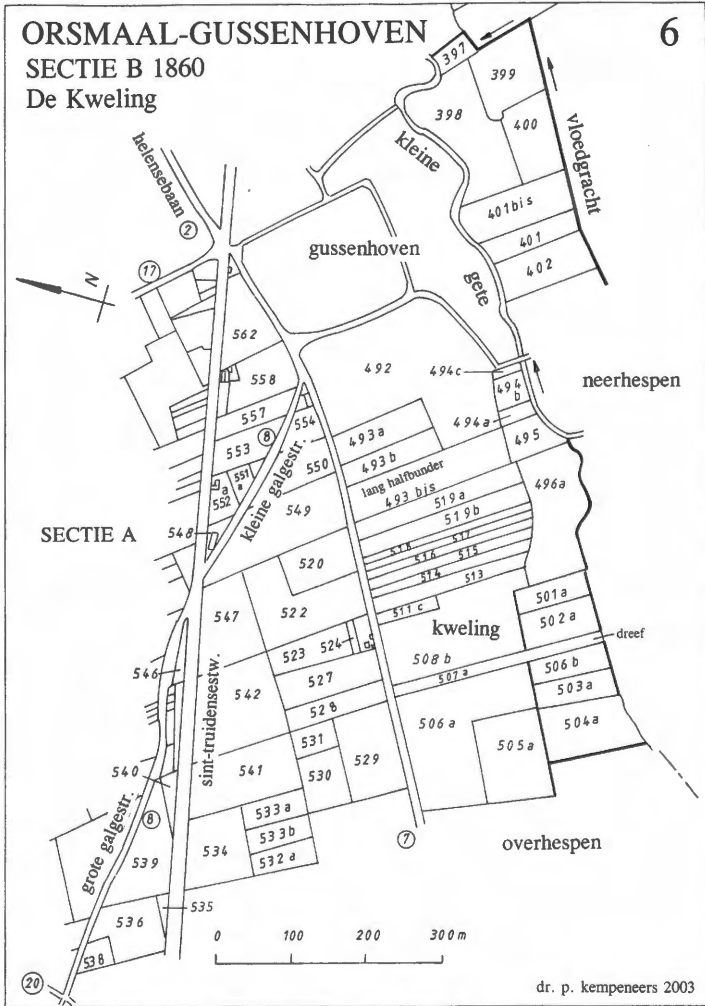 ORSMAAL-GUSSENHOVEN
6
SECTIE B 1860
De Kweling
397
399
398
400
vloedgracht
kleine
helensebaan
2
401bis
17
gussenhoven
401
402
N
gete
562
492
494c
neerhespen
558
494b
557
554
494a
8
493a
495
553
550
493b
551a
a
552
kleine galgestr.
lang halfbunder
493 bis
496a
549
519a
SECTIE A
548
519b
518
517
516
515
520
514
513
501a
547
522
511c
502a
kweling
524
dreef
523
508b
546
527
507a
506b
542
528
503a
sint-truidensestw.
506a
504a
531
505a
529
540
541
530
533a
grote galgestr.
8
534
533b
7
overhespen
539
532a
535
536
0 100 200 300m
538
20
dr. p. kempeneers 2003